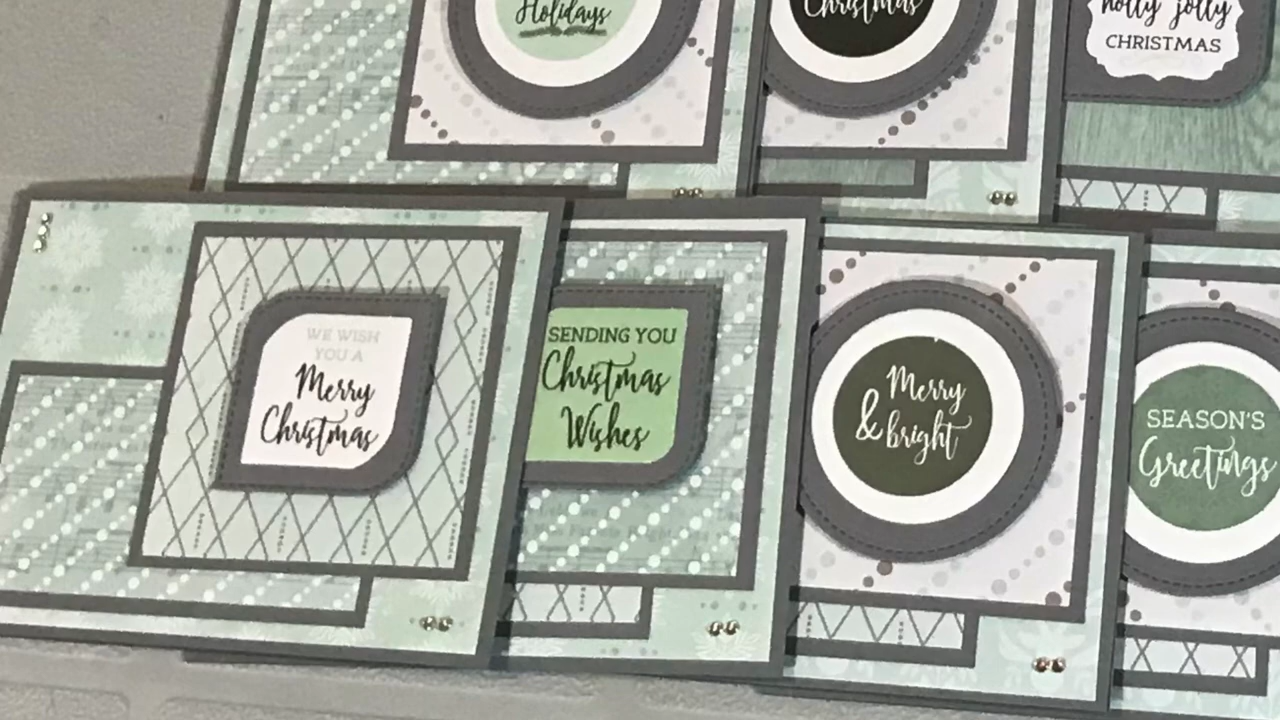 Holidays
Christmas
holly jolly
CHRISTMAS
WE WISH
YOU A
Merry
Christmas
SENDING YOU
Christmas
Wishes
Merry
& bright
SEASON'S
Greetings